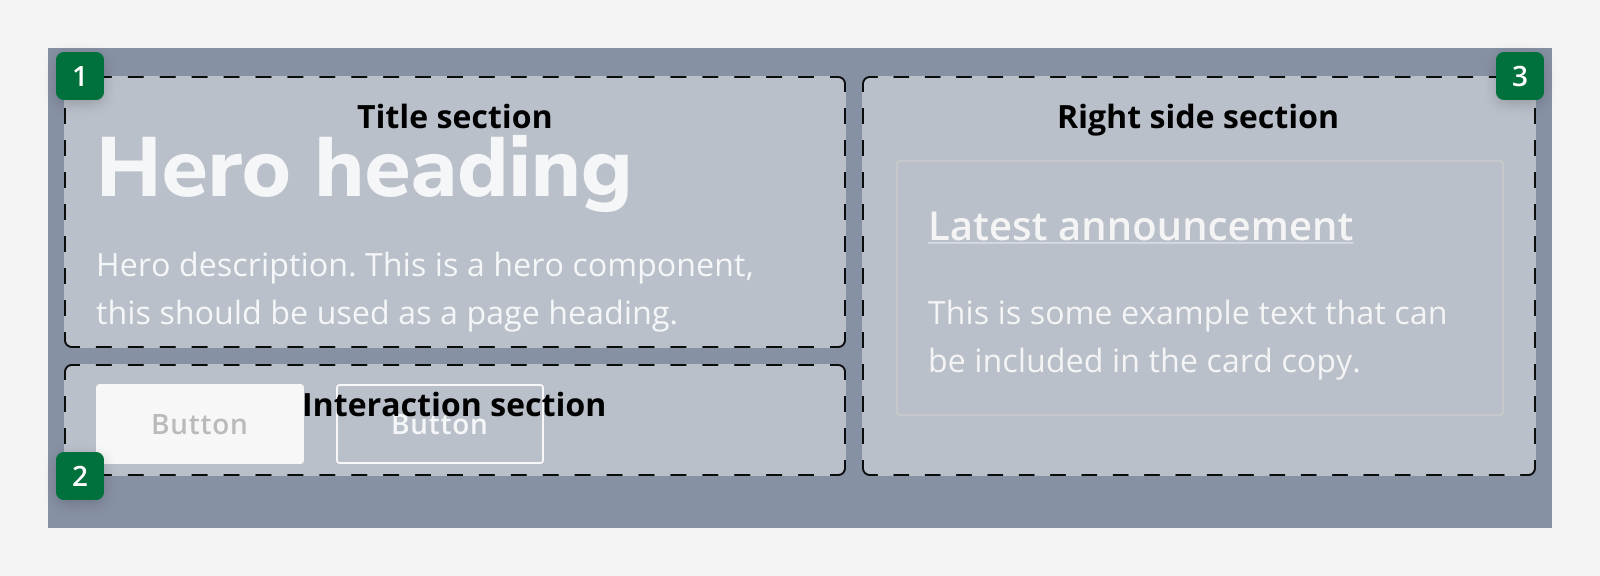 1
Title section
Hero heading
Hero description. This is a hero component,
this should be used as a page heading.
2
Interaction section
Button
Button
3
Right side section
Latest announcement
This is some example text that can
be included in the card copy.